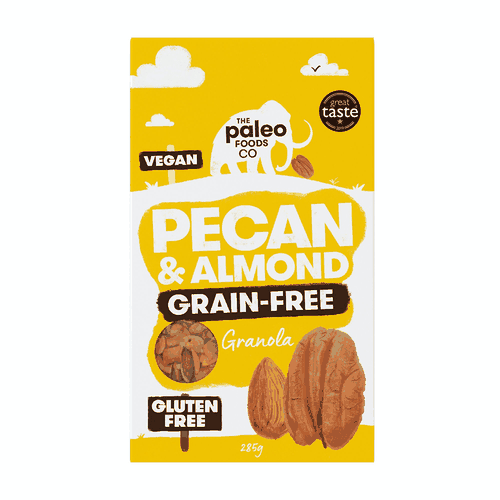 THE
paleo
FOODS
CO
great
taste
VEGAN
PECAN
& ALMOND
GRAIN-FREE
Granola
GLUTEN
FREE
285g